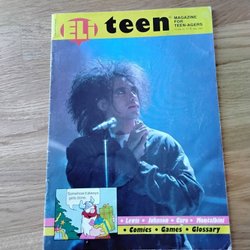 ELI teen
MAGAZINE
FOR
TEEN-AGERS
Lewis • Johnson • Cure • Moncalbini
• Comics • Games • Glossary